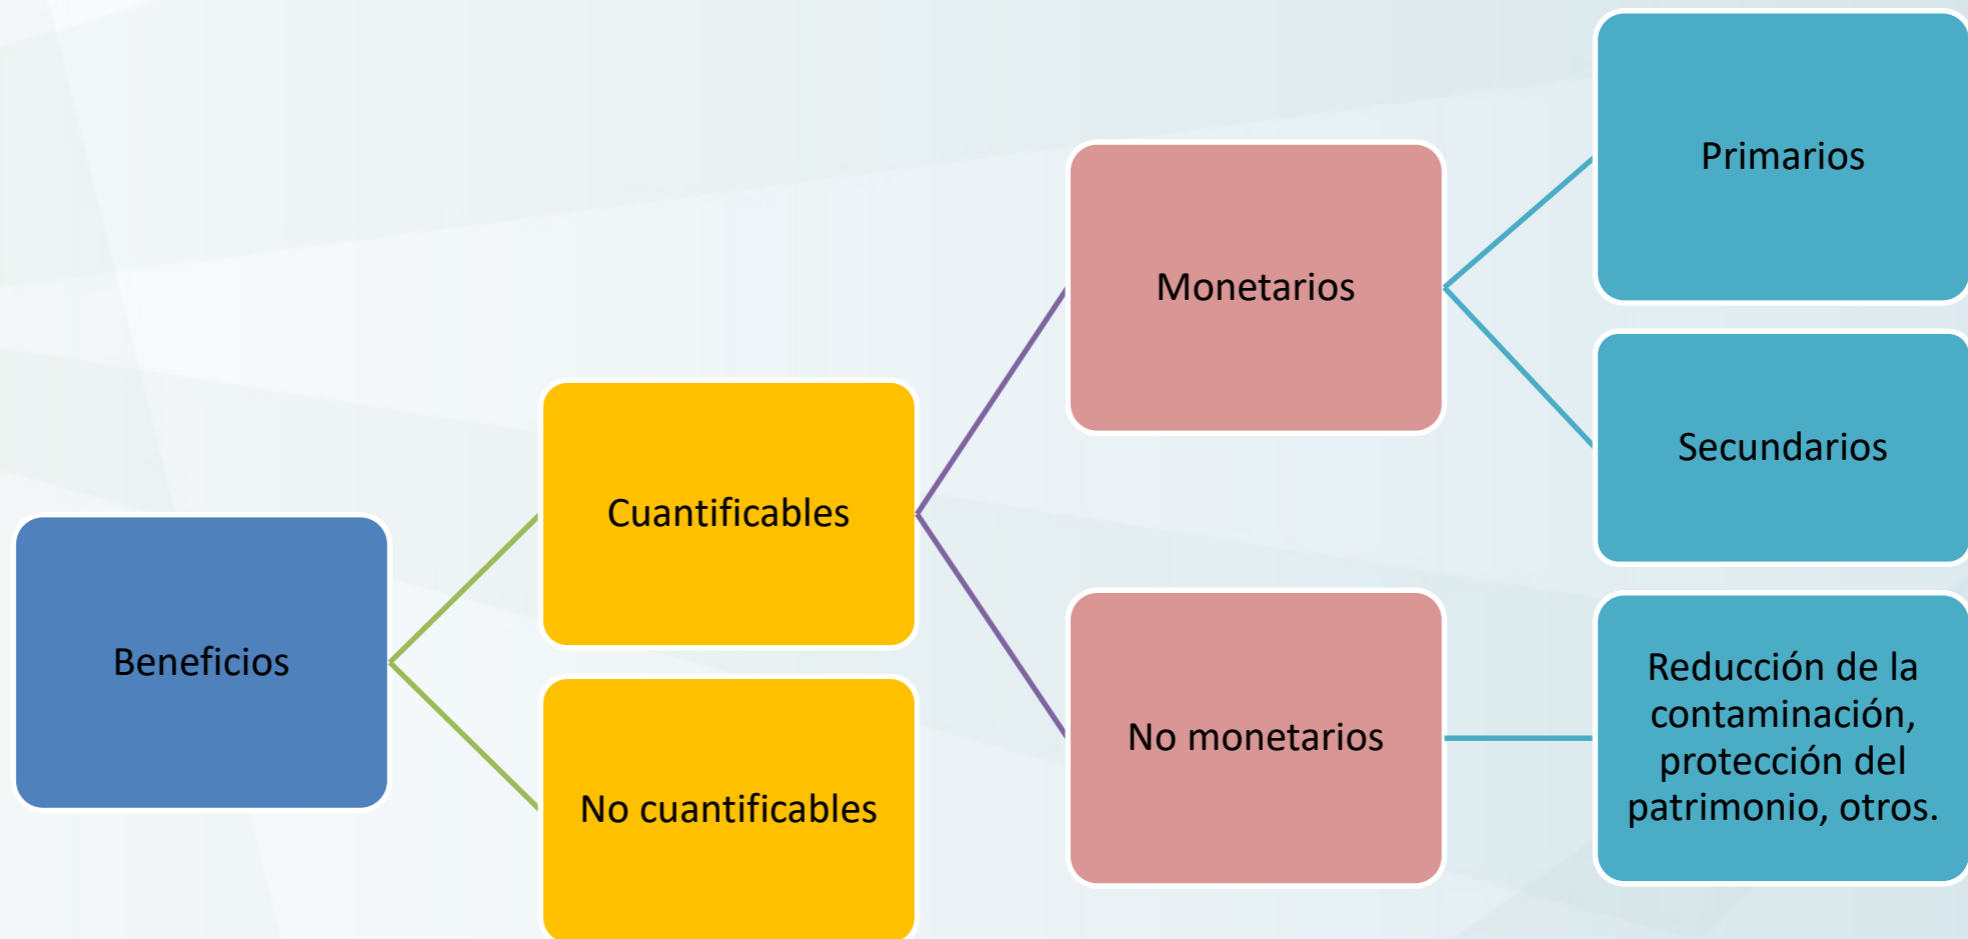 Beneficios
Cuantificables
No cuantificables
Monetarios
No monetarios
Primarios
Secundarios
Reducción de la
contaminación,
protección del
patrimonio, otros.